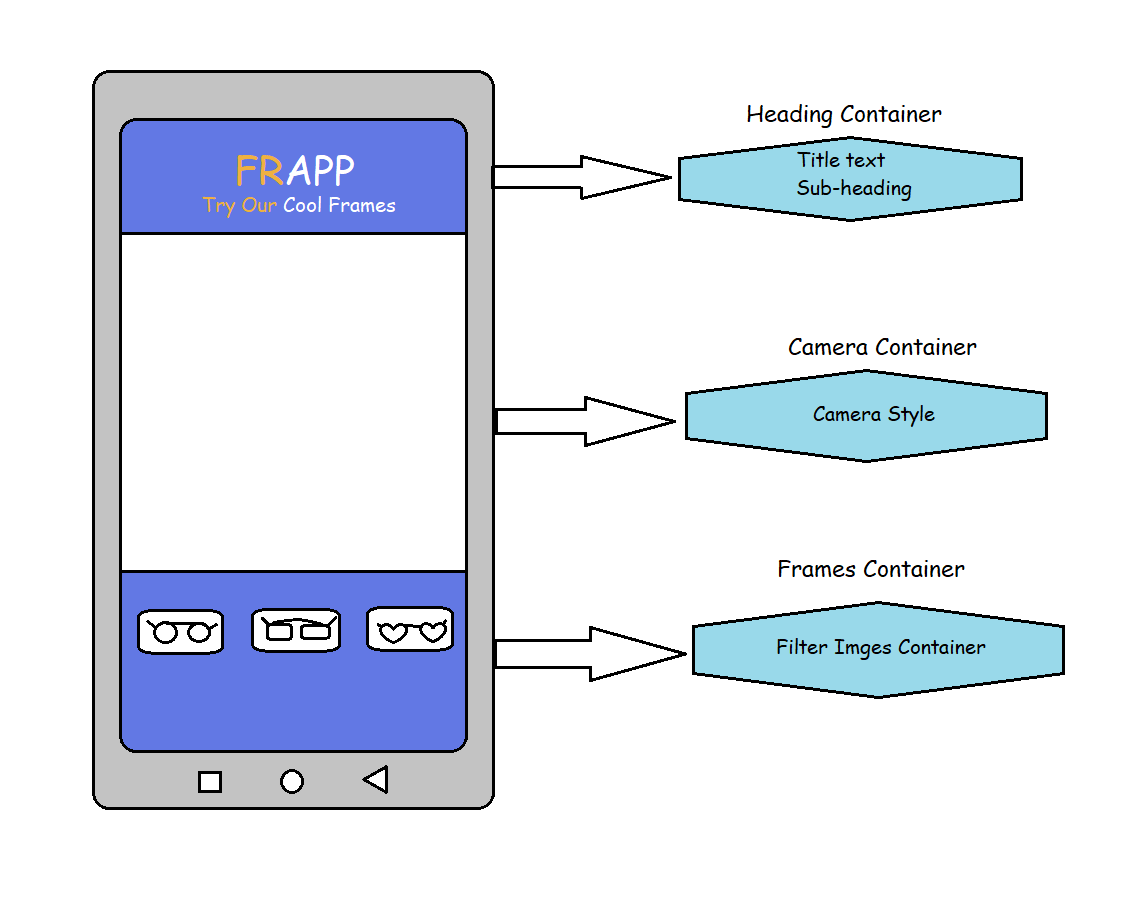 FRAPP
Try Our Cool Frames
Heading Container
Title text
Sub-heading
Camera Container
Camera Style
Frames Container
Filter Imges Container